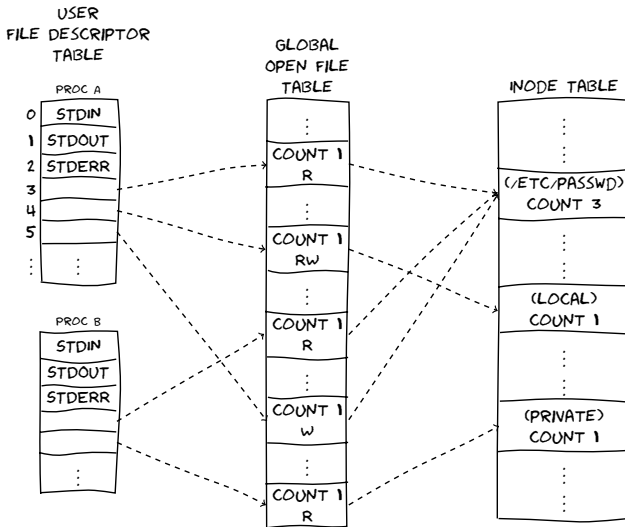 USER
FILE DESCRIPTOR
TABLE
PROC A
0 STDIN
1 STDOUT
2 STDERR
3
4
5
PROC B
STDIN
STDOUT
STDERR
GLOBAL
OPEN FILE
TABLE
COUNT 1
R
COUNT 1
RW
COUNT 1
R
COUNT 1
W
COUNT 1
R
INODE TABLE
(/ETC/PASSWD)
COUNT 3
(LOCAL)
COUNT 1
(PRIVATE)
COUNT 1